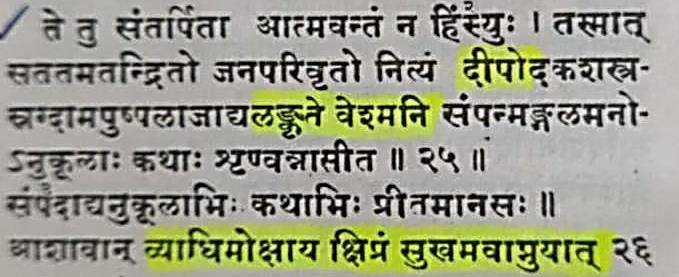 ते तु संतर्पिता आत्मवन्तं न हिंस्युः । तस्मात्
सततमतन्द्रितो जनपरिवृतो नित्यं दीपोदकशस्त्र-
स्रग्दामपुष्पलाजाद्यलङ्कृते वेश्मनि संपन्मङ्गलमनो-
ऽनुकूलाः कथाः शृण्वन्नासीत ॥ २५ ॥
संपदाद्यनुकूलाभिः कथाभिः प्रीतमानसः ॥
आशावान् व्याधिमोक्षाय क्षिप्रं सुखमवाप्नुयात् २६